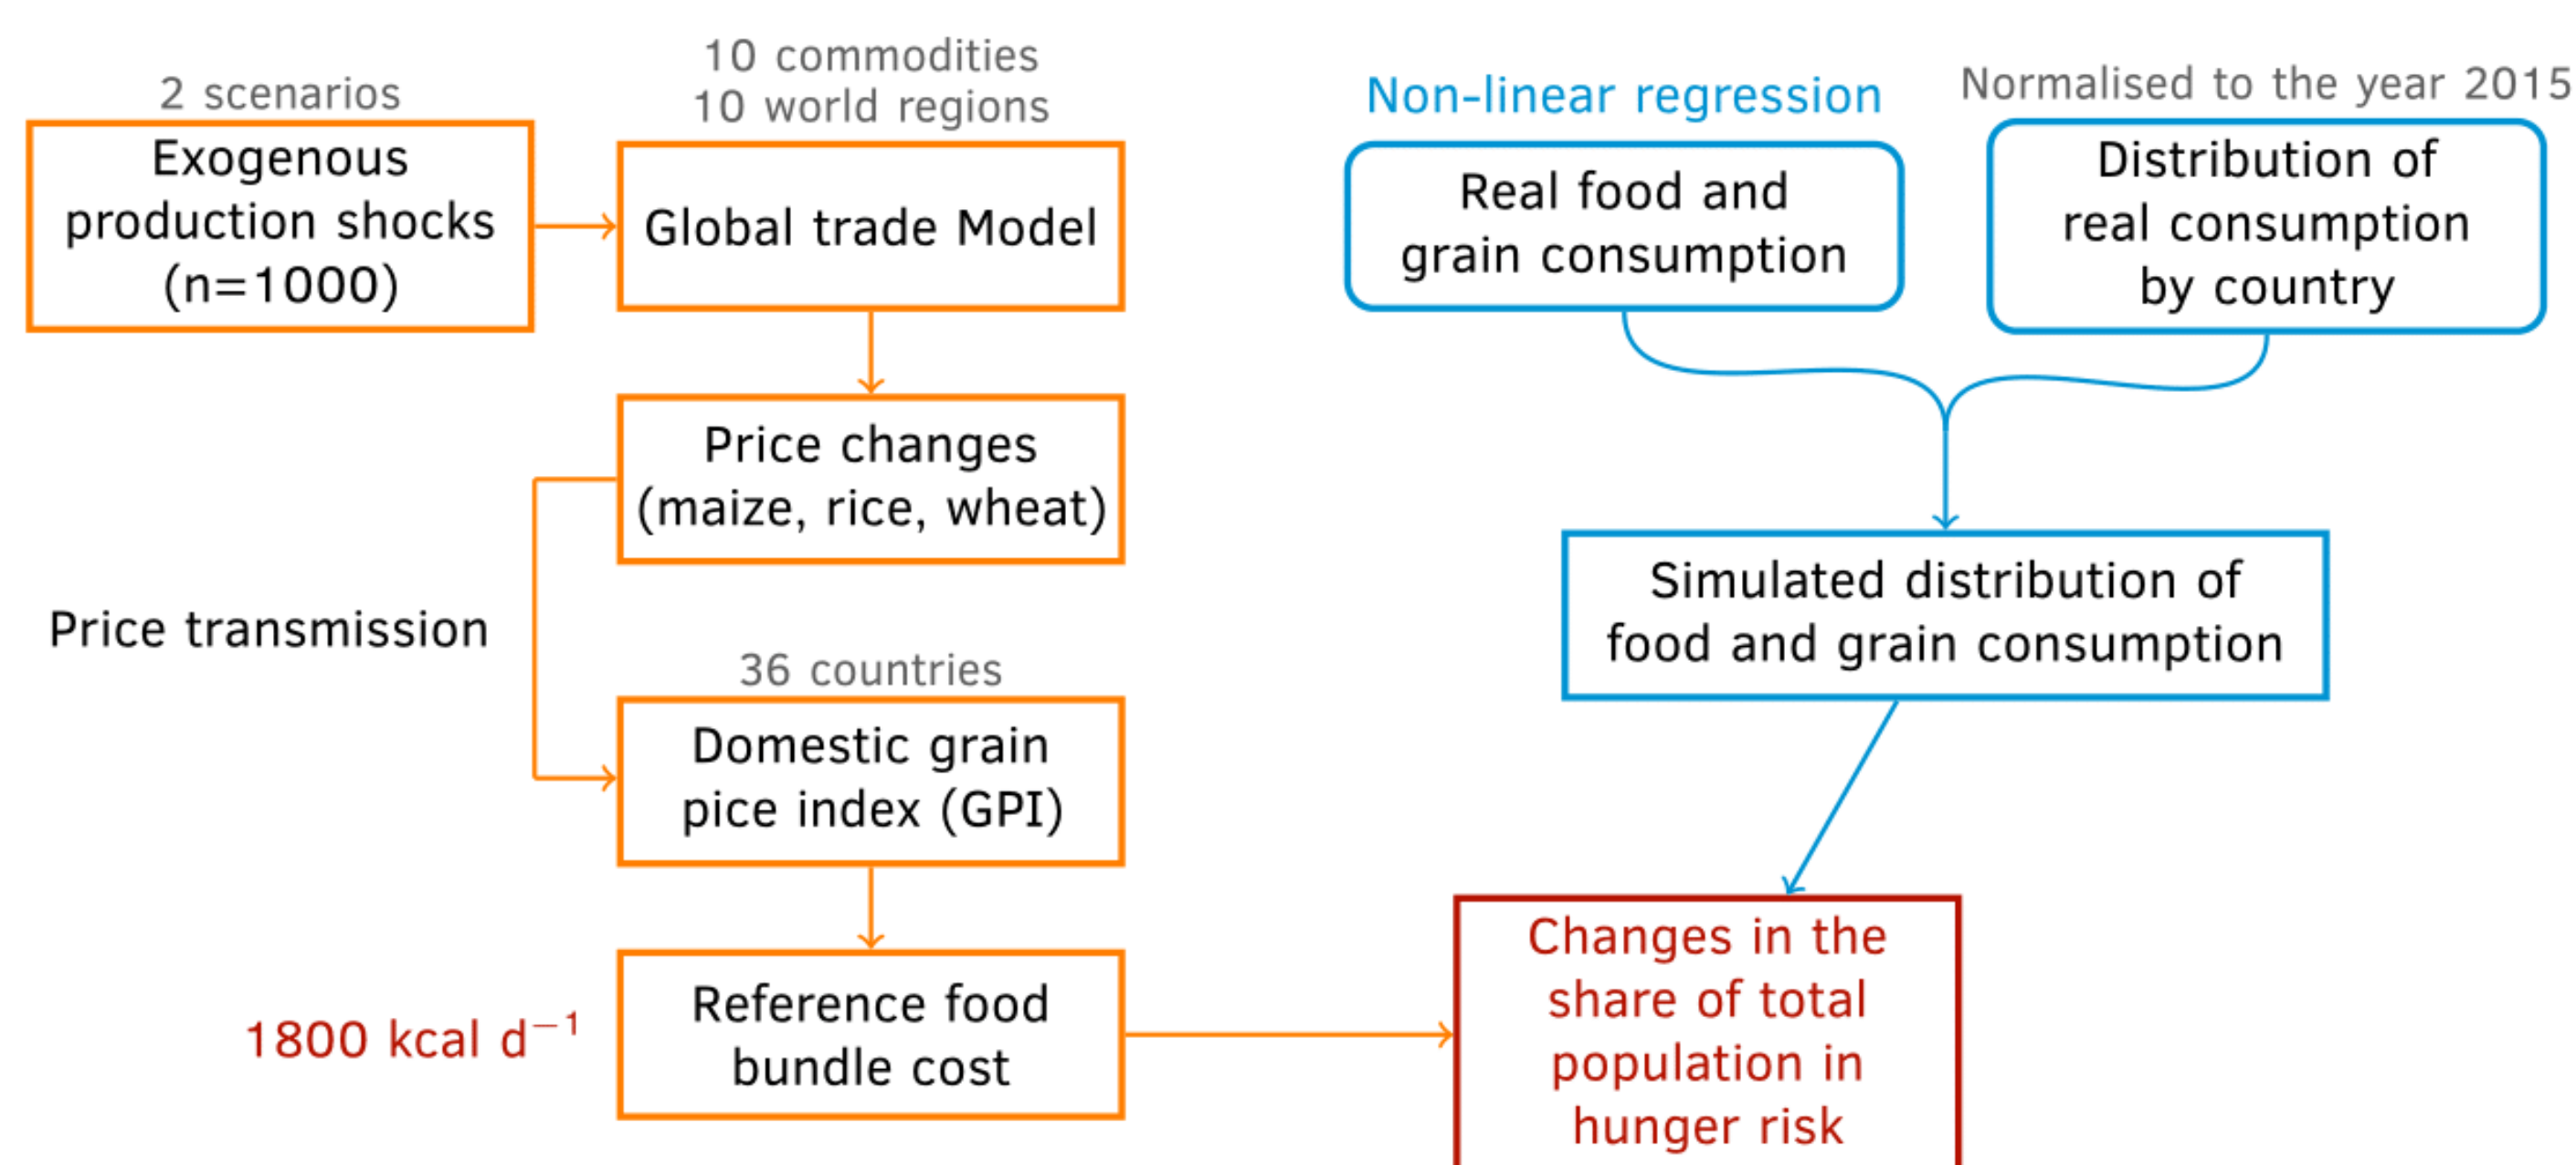 2 scenarios
Exogenous
production shocks
(n=1000)
10 commodities
10 world regions
Global trade Model
Price changes
(maize, rice, wheat)
Price transmission
36 countries
Domestic grain
pice index (GPI)
1800 kcal d⁻¹
Reference food
bundle cost
Non-linear regression
Real food and
grain consumption
Normalised to the year 2015
Distribution of
real consumption
by country
Simulated distribution of
food and grain consumption
Changes in the
share of total
population in
hunger risk